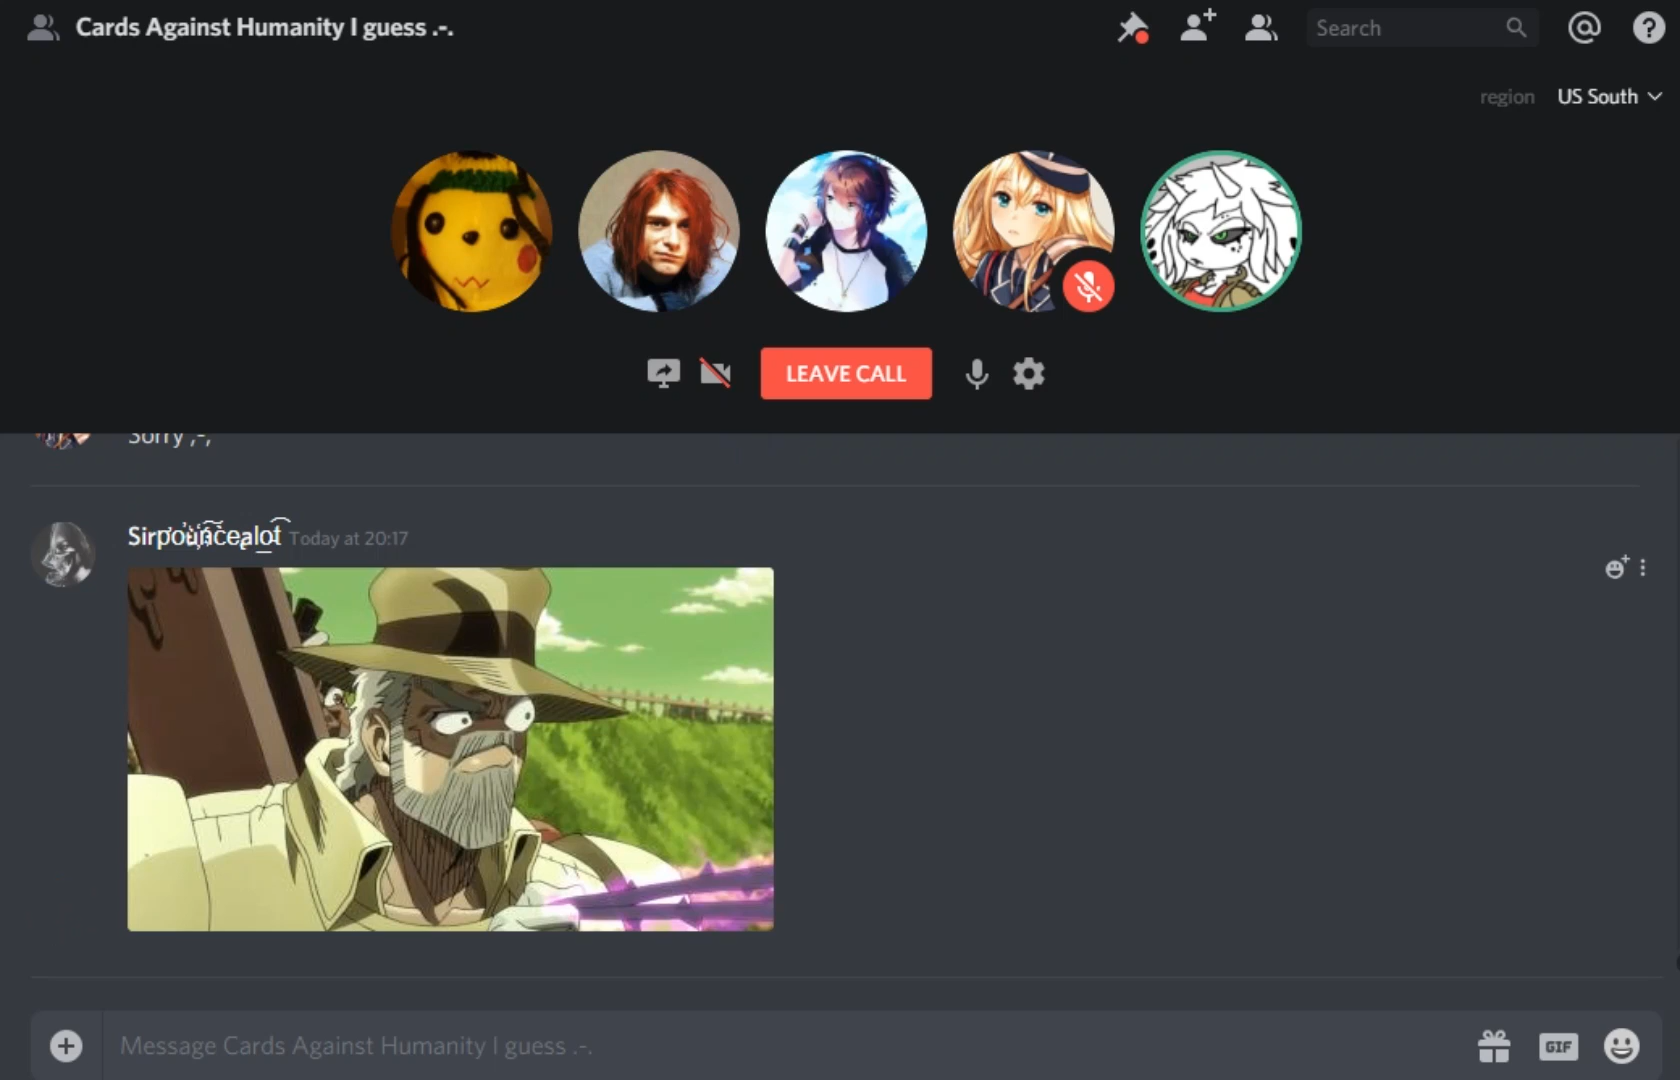 Cards Against Humanity I guess .-.
Search
region US South
LEAVE CALL
Sorry ,-,
Sirpouncealot Today at 20:17
Message Cards Against Humanity I guess .-.
GIF